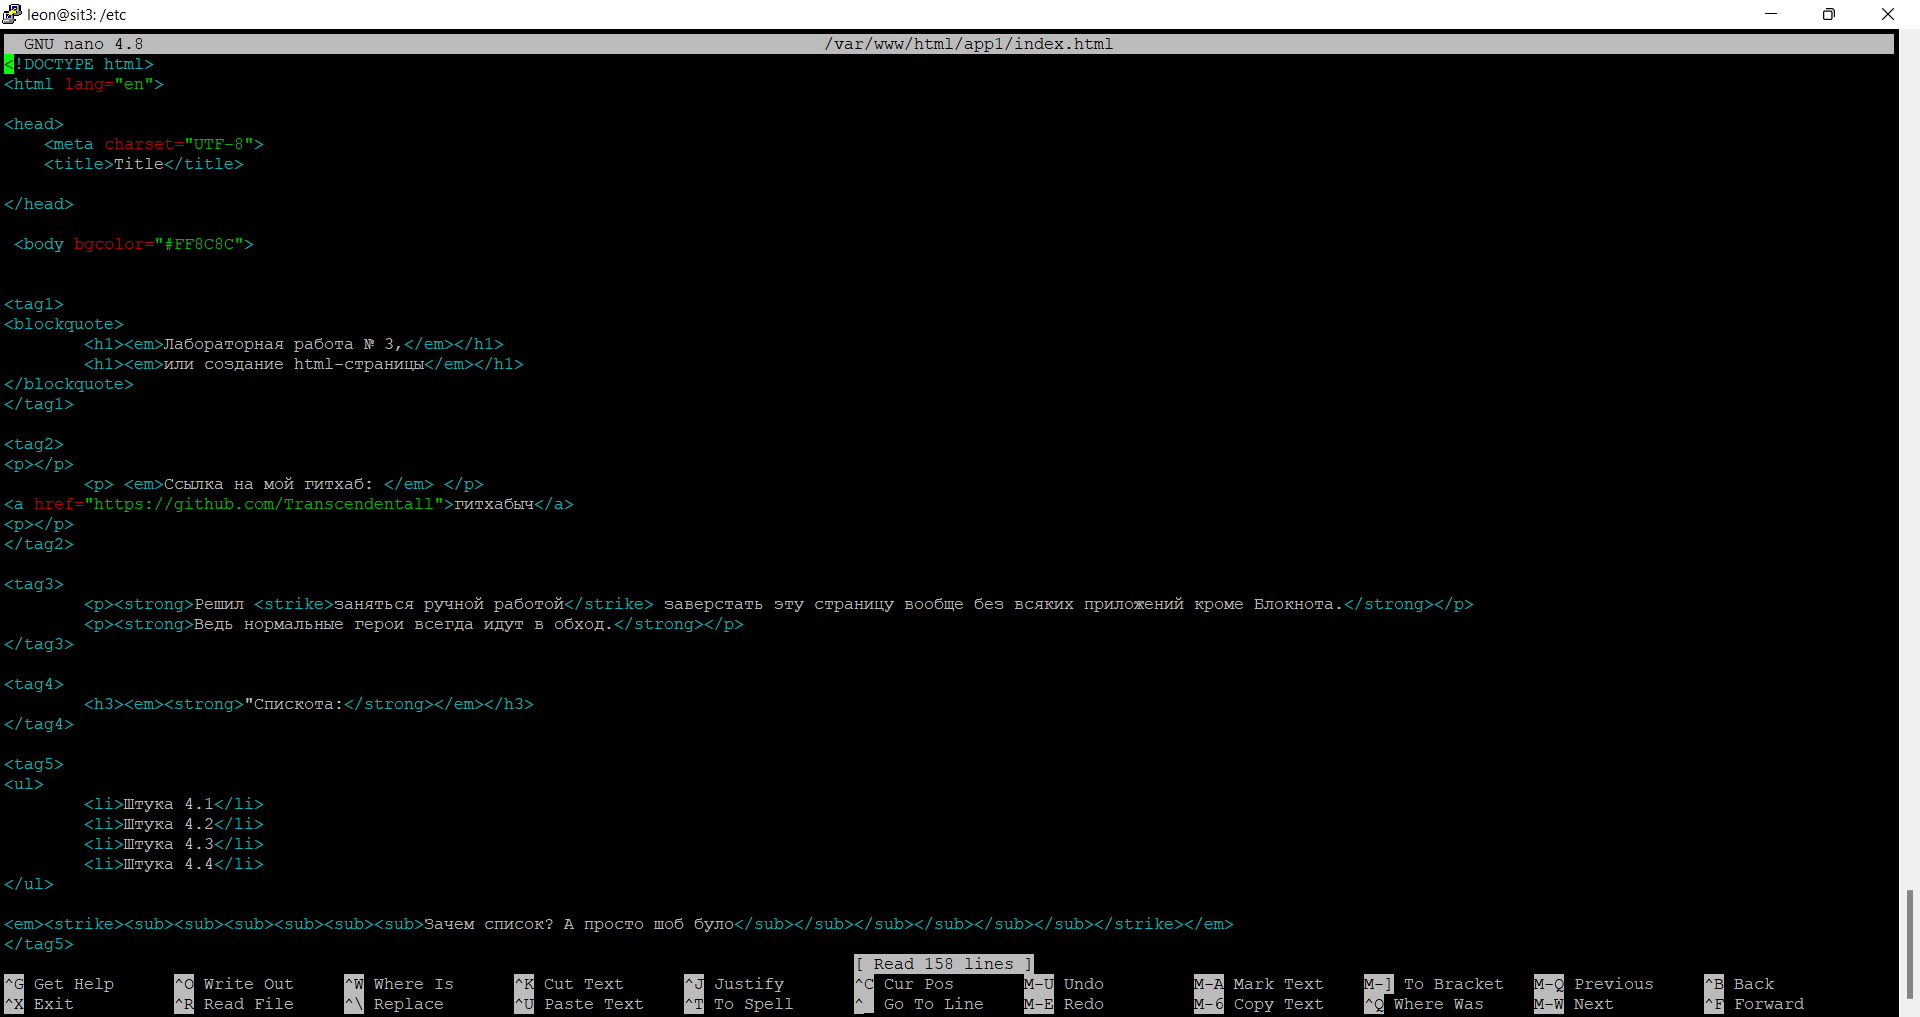 leon@sit3: /etc
GNU nano 4.8 /var/www/html/app1/index.html
<!DOCTYPE html>
<html lang="en">
<head>
<meta charset="UTF-8">
<title>Title</title>
</head>
<body bgcolor="#FF8C8C">
<tag1>
<blockquote>
<h1><em>Лабораторная работа № 3,</em></h1>
<h1><em>или создание html-страницы</em></h1>
</blockquote>
</tag1>
<tag2>
<p></p>
<p> <em>Ссылка на мой гитхаб: </em> </p>
<a href="https://github.com/Transcendentall">гитхабыч</a>
<p></p>
</tag2>
<tag3>
<p><strong>Решил <strike>заняться ручной работой</strike> заверстать эту страницу вообще без всяких приложений кроме Блокнота.</strong></p>
<p><strong>Ведь нормальные герои всегда идут в обход.</strong></p>
</tag3>
<tag4>
<h3><em><strong>"Спискота:</strong></em></h3>
</tag4>
<tag5>
<ul>
<li>Штука 4.1</li>
<li>Штука 4.2</li>
<li>Штука 4.3</li>
<li>Штука 4.4</li>
</ul>
<em><strike><sub><sub><sub><sub><sub><sub>Зачем список? А просто шоб було</sub></sub></sub></sub></sub></sub></strike></em>
</tag5>
[ Read 158 lines ]
^G Get Help ^O Write Out ^W Where Is ^K Cut Text ^J Justify ^C Cur Pos M-U Undo M-A Mark Text M-] To Bracket M-Q Previous ^B Back
^X Exit ^R Read File ^\ Replace ^U Paste Text ^T To Spell ^_ Go To Line M-E Redo M-6 Copy Text ^Q Where Was M-W Next ^F Forward